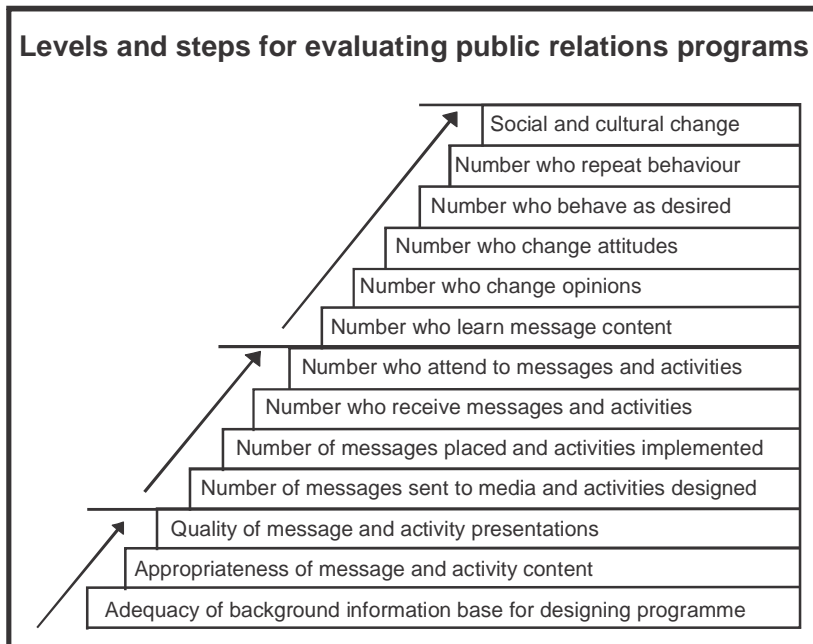 Levels and steps for evaluating public relations programs
Social and cultural change
Number who repeat behaviour
Number who behave as desired
Number who change attitudes
Number who change opinions
Number who learn message content
Number who attend to messages and activities
Number who receive messages and activities
Number of messages placed and activities implemented
Number of messages sent to media and activities designed
Quality of message and activity presentations
Appropriateness of message and activity content
Adequacy of background information base for designing programme